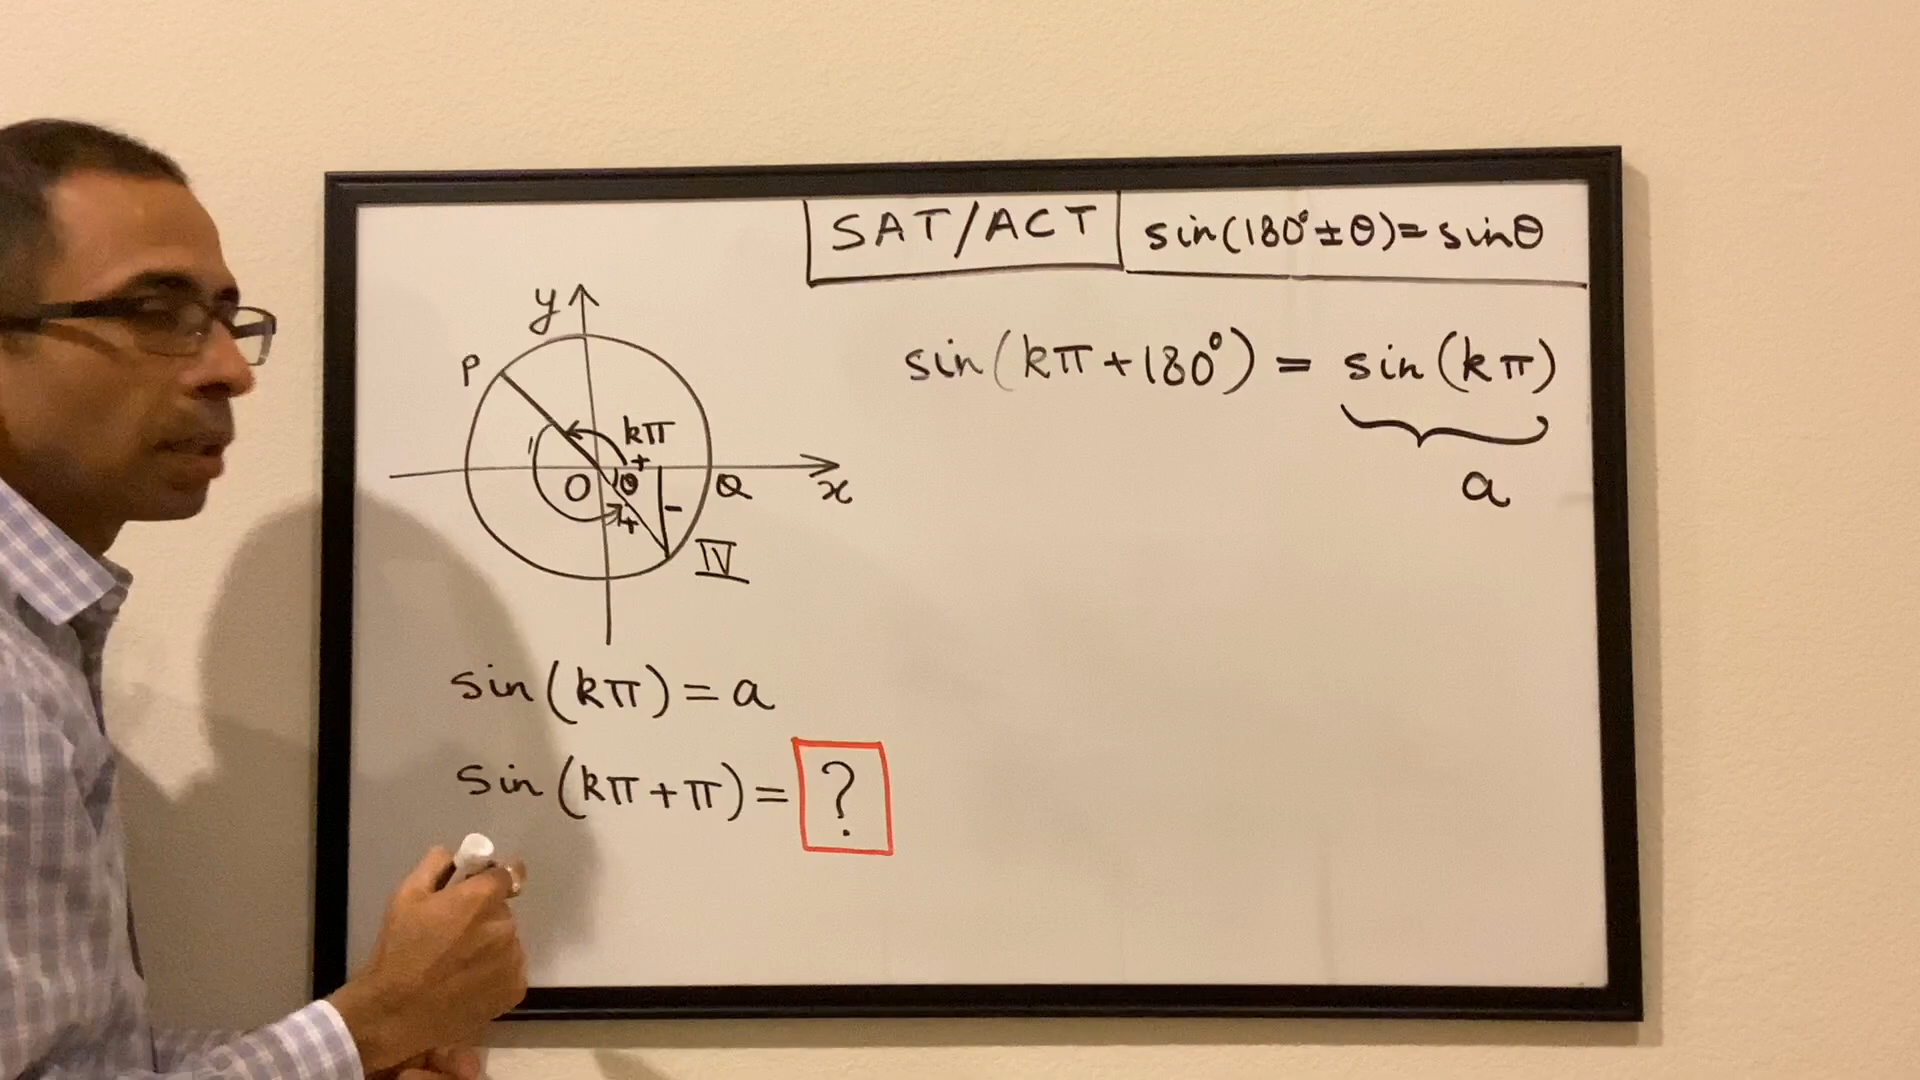 SAT/ACT sin(180°±θ)=sinθ
y
P
kπ
+
O θ Q x
-
+
IV
sin(kπ+180°) = sin(kπ)
a
sin(kπ)=a
sin(kπ+π)= ?